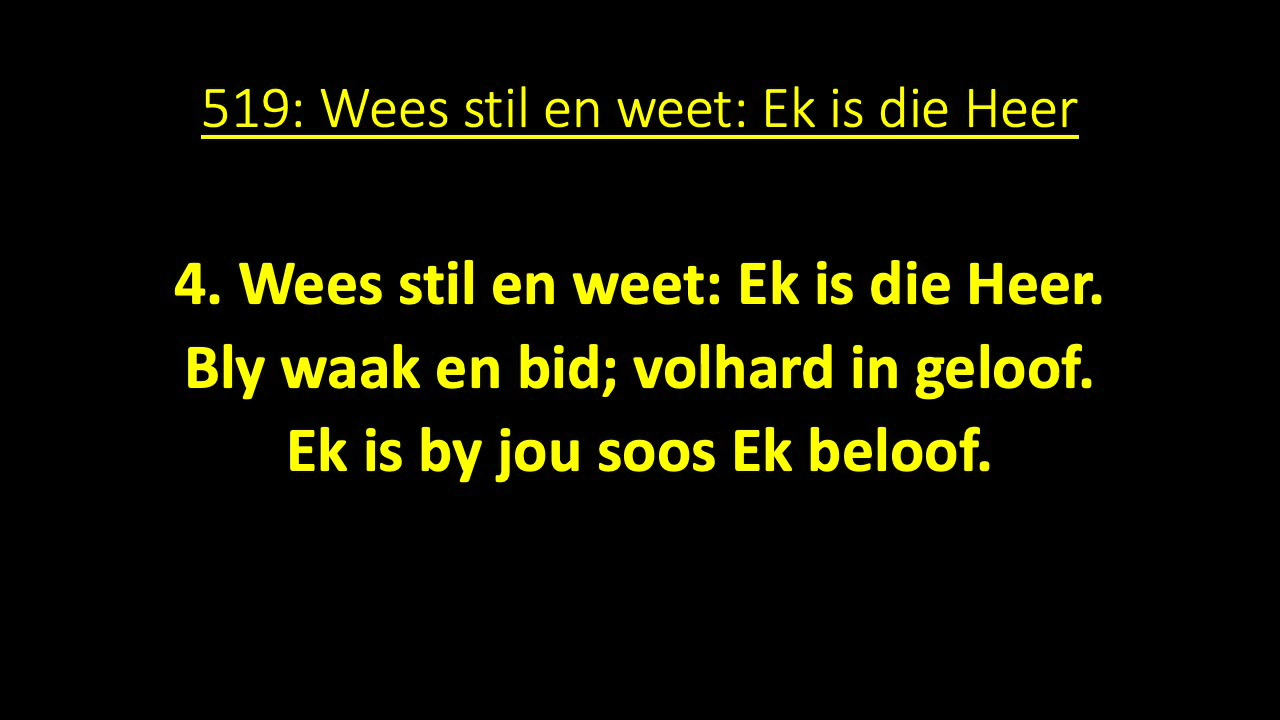 519: Wees stil en weet: Ek is die Heer
4. Wees stil en weet: Ek is die Heer.
Bly waak en bid; volhard in geloof.
Ek is by jou soos Ek beloof.